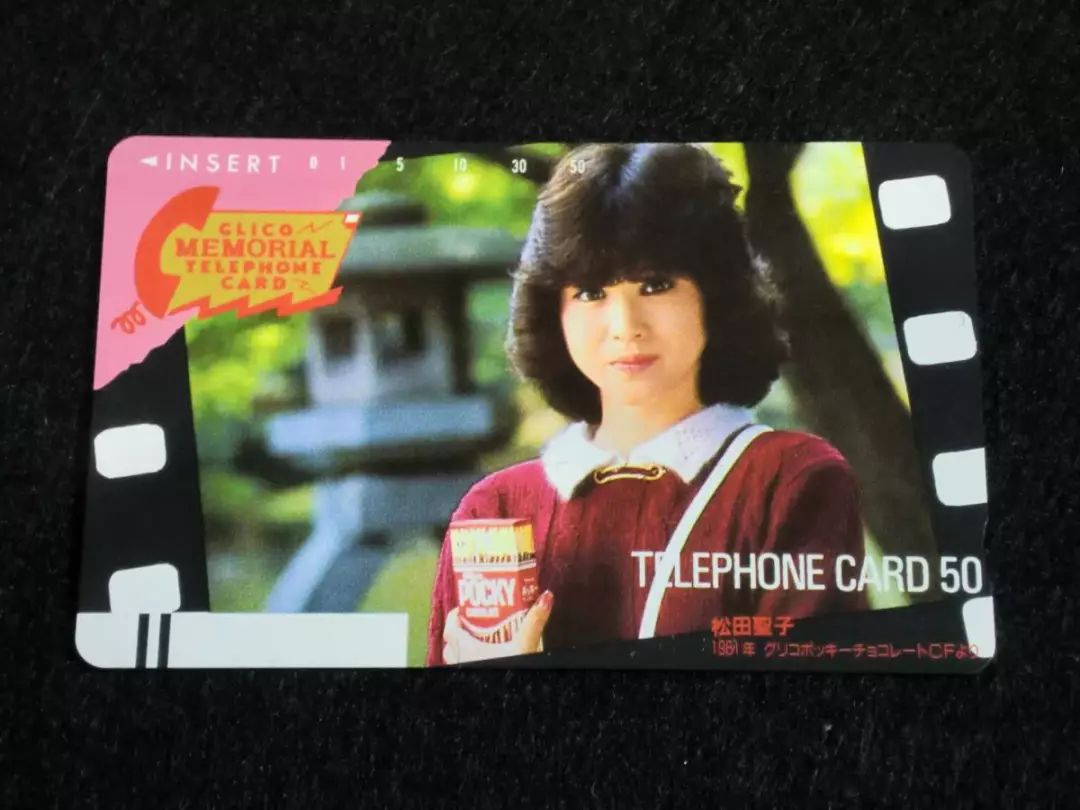 ◄INSERT 0 1 5 10 30 50
GLICO
MEMORIAL
TELEPHONE
CARD
POCKY
CHOCOLATE
TELEPHONE CARD 50
松田聖子
1981年 グリコポッキーチョコレートCFより